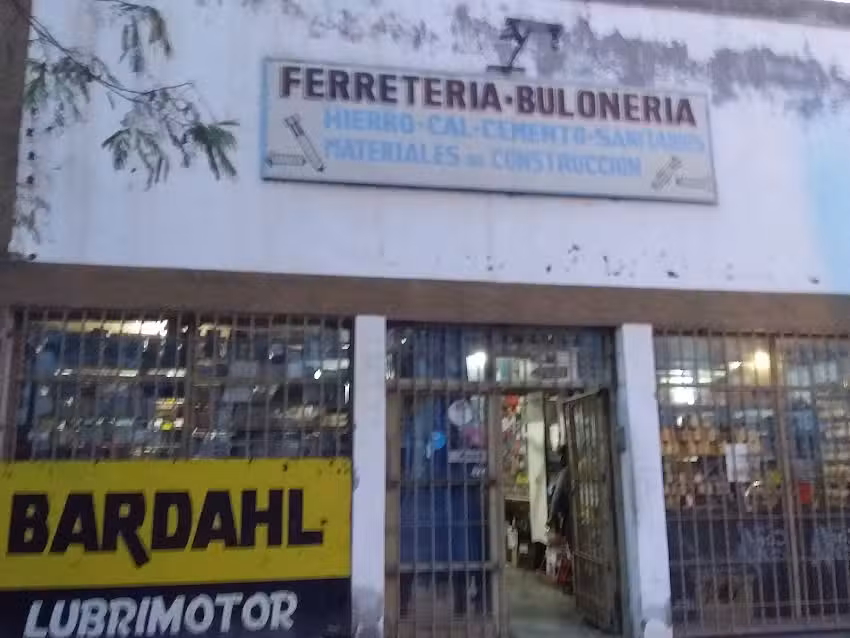 FERRETERIA·BULONERIA
HIERRO-CAL-CEMENTO-SANITARIOS
MATERIALES DE CONSTRUCCION
BARDAHL
LUBRIMOTOR